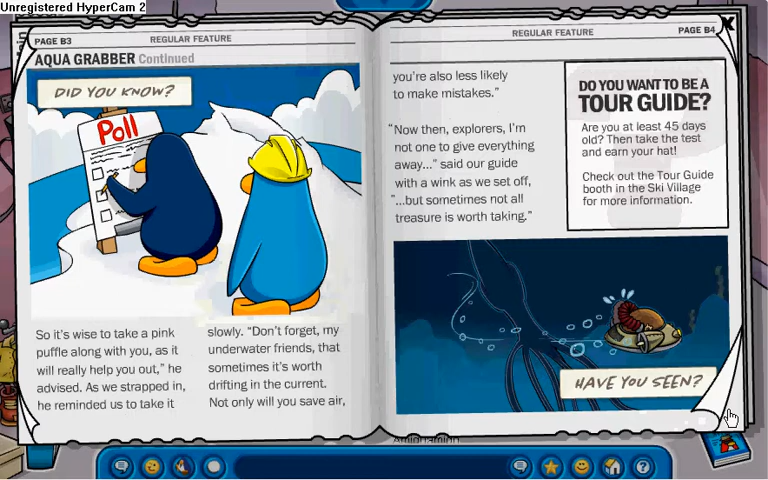 Unregistered HyperCam 2
PAGE B3
REGULAR FEATURE
AQUA GRABBER Continued
DID YOU KNOW?
Poll
So it's wise to take a pink
puffle along with you, as it
will really help you out,” he
advised. As we strapped in,
he reminded us to take it
slowly. “Don't forget, my
underwater friends, that
sometimes it's worth
drifting in the current.
Not only will you save air,
REGULAR FEATURE
PAGE B4
X
you're also less likely
to make mistakes.”
“Now then, explorers, I'm
not one to give everything
away...” said our guide
with a wink as we set off,
“...but sometimes not all
treasure is worth taking.”
DO YOU WANT TO BE A
TOUR GUIDE?
Are you at least 45 days
old? Then take the test
and earn your hat!
Check out the Tour Guide
booth in the Ski Village
for more information.
HAVE YOU SEEN?
?